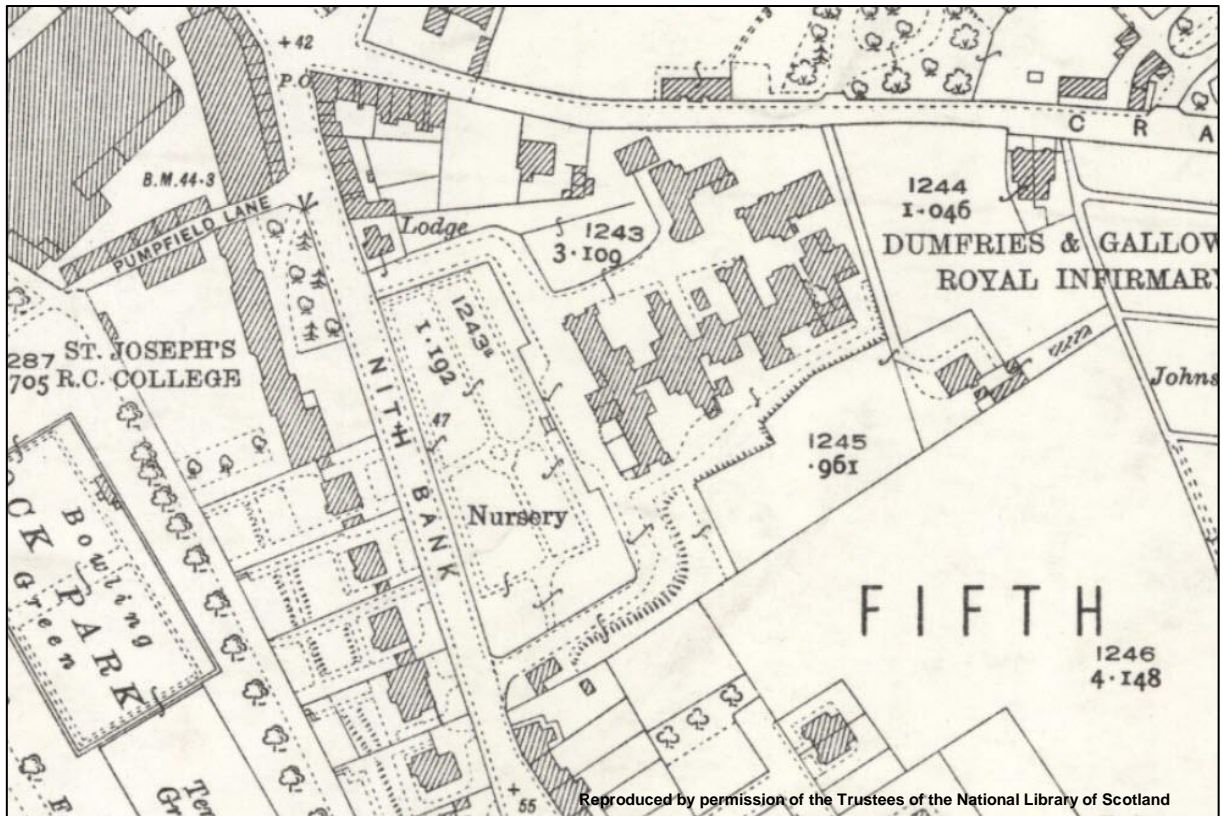 + 42
P.O
C R A
B.M.44·3
PUMPFIELD LANE
Lodge
1243
3·109
1244
1·046
DUMFRIES & GALLOW
ROYAL INFIRMARY
287
705
ST. JOSEPH'S
R.C. COLLEGE
1243a
1·192
NITH BANK
47
Johns
1245
·961
Nursery
OCK PARK
Bowling
Green
FIFTH
1246
4·148
+ 55
Reproduced by permission of the Trustees of the National Library of Scotland